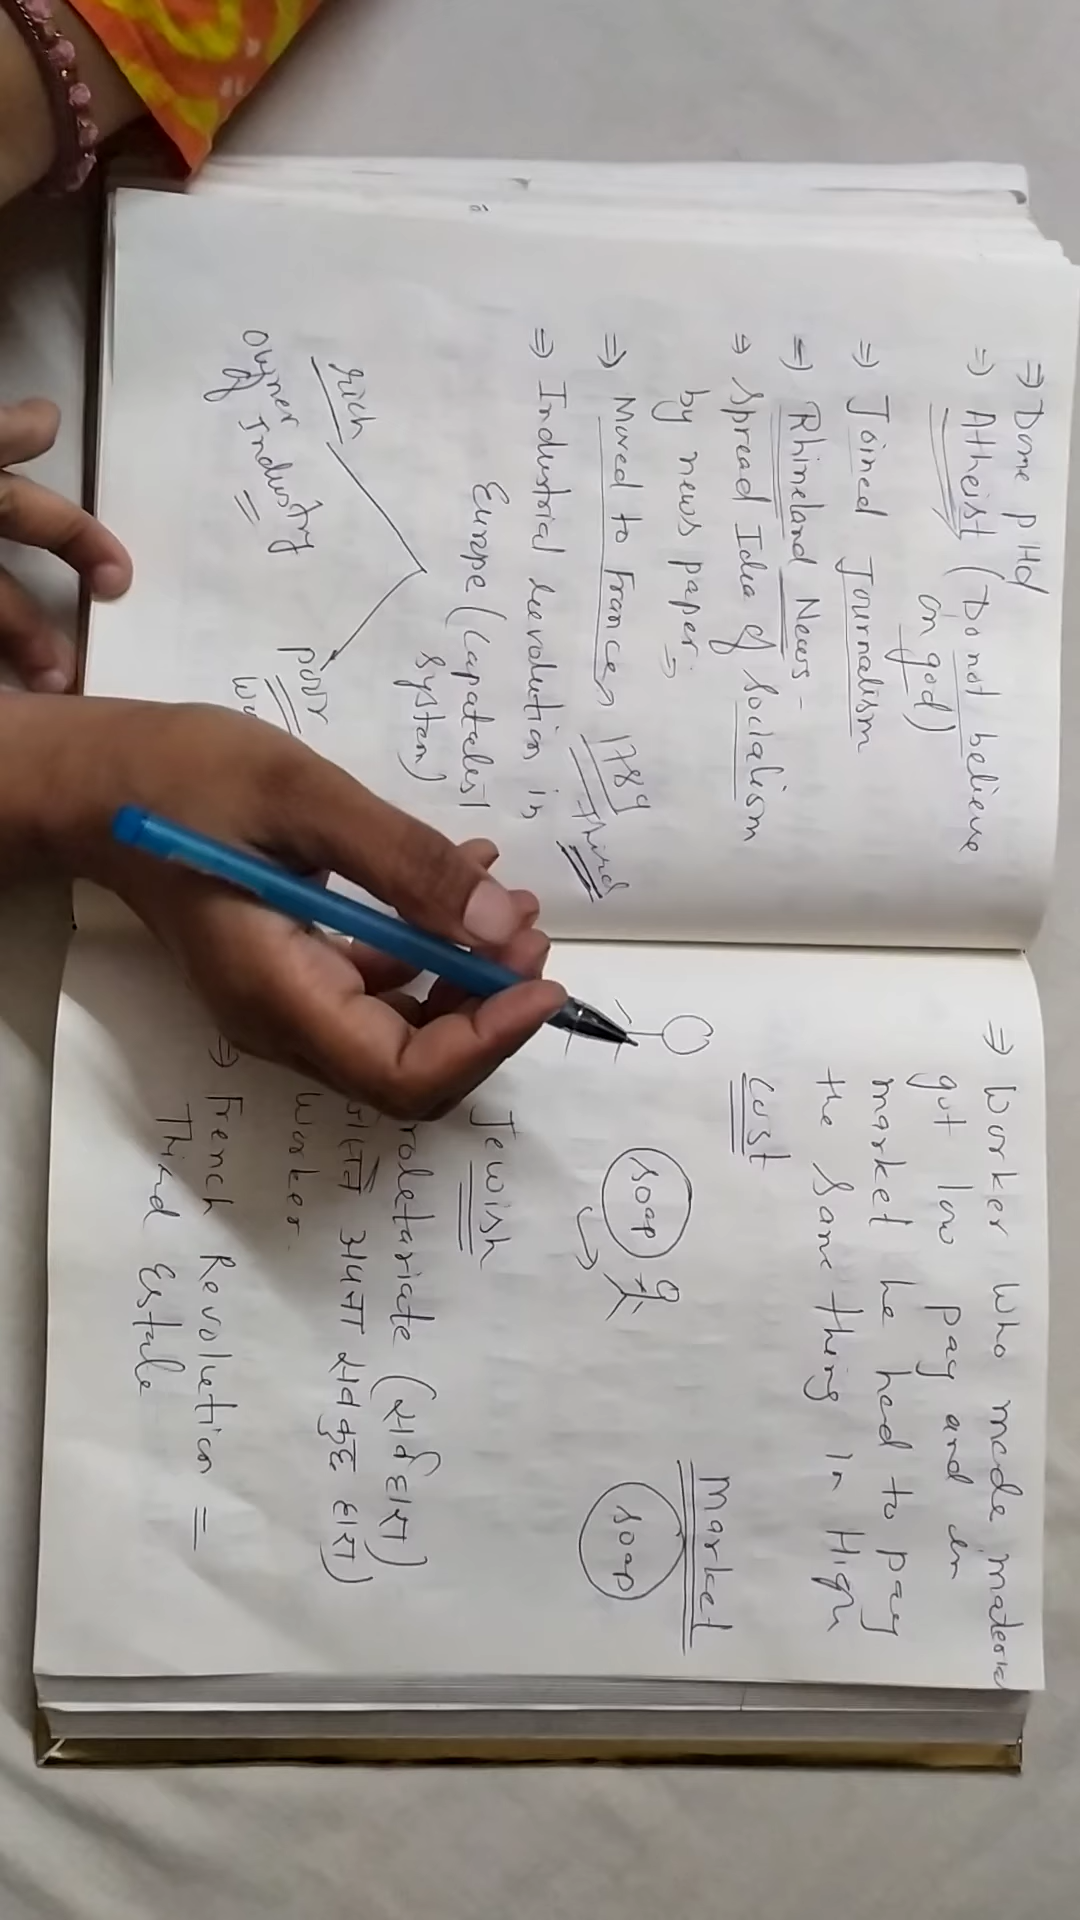 ⇒ Done pHd
⇒ Atheist (Do not believe
on god)
⇒ Joined Journalism
⇒ Rhineland News -
⇒ Spread Idea of Socialism
by news paper ⇒
⇒ Moved to France, 1789
Third
⇒ Industrial Revolution in
Europe (Capatalist
System)
rich
poor
Owner
of Industry
⇒ Worker who made material
got low pay and in
market he had to pay
the same thing in High
Cost
Market
Soap
Soap
Jewish
roletariate (सर्वहारा)
अपना सबकुछ हारा)
Worker.
⇒ French Revolution =
Third Estate